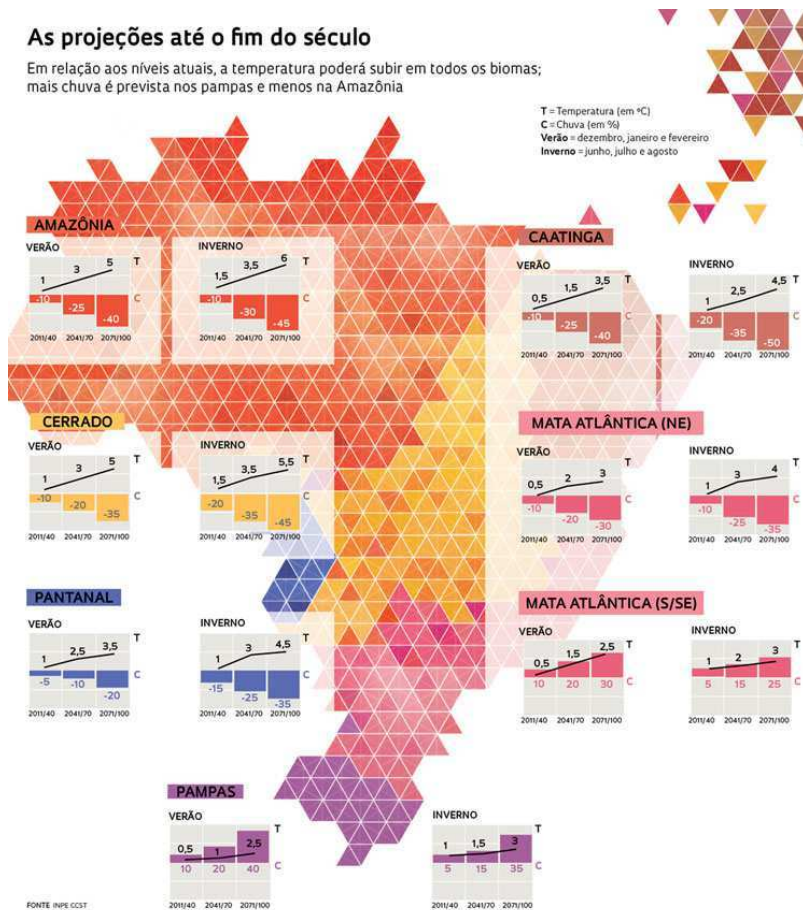 As projeções até o fim do século
Em relação aos níveis atuais, a temperatura poderá subir em todos os biomas;
mais chuva é prevista nos pampas e menos na Amazônia
T = Temperatura (em ºC)
C = Chuva (em %)
Verão = dezembro, janeiro e fevereiro
Inverno = junho, julho e agosto
AMAZÔNIA
VERÃO
1 3 5 T
-10 -25 -40 C
2011/40 2041/70 2071/100
INVERNO
1,5 3,5 6 T
-10 -30 -45 C
2011/40 2041/70 2071/100
CAATINGA
VERÃO
0,5 1,5 3,5 T
-10 -25 -40 C
2011/40 2041/70 2071/100
INVERNO
1 2,5 4,5 T
-20 -35 -50 C
2011/40 2041/70 2071/100
CERRADO
VERÃO
1 3 5 T
-10 -20 -35 C
2011/40 2041/70 2071/100
INVERNO
1,5 3,5 5,5 T
-20 -35 -45 C
2011/40 2041/70 2071/100
MATA ATLÂNTICA (NE)
VERÃO
0,5 2 3 T
-10 -20 -30 C
2011/40 2041/70 2071/100
INVERNO
1 3 4 T
-10 -25 -35 C
2011/40 2041/70 2071/100
PANTANAL
VERÃO
1 2,5 3,5 T
-5 -10 -20 C
2011/40 2041/70 2071/100
INVERNO
1 3 4,5 T
-15 -25 -35 C
2011/40 2041/70 2071/100
MATA ATLÂNTICA (S/SE)
VERÃO
0,5 1,5 2,5 T
10 20 30 C
2011/40 2041/70 2071/100
INVERNO
1 2 3 T
5 15 25 C
2011/40 2041/70 2071/100
PAMPAS
VERÃO
0,5 1 2,5 T
10 20 40 C
2011/40 2041/70 2071/100
INVERNO
1 1,5 3 T
5 15 35 C
2011/40 2041/70 2071/100
FONTE INPE CCST